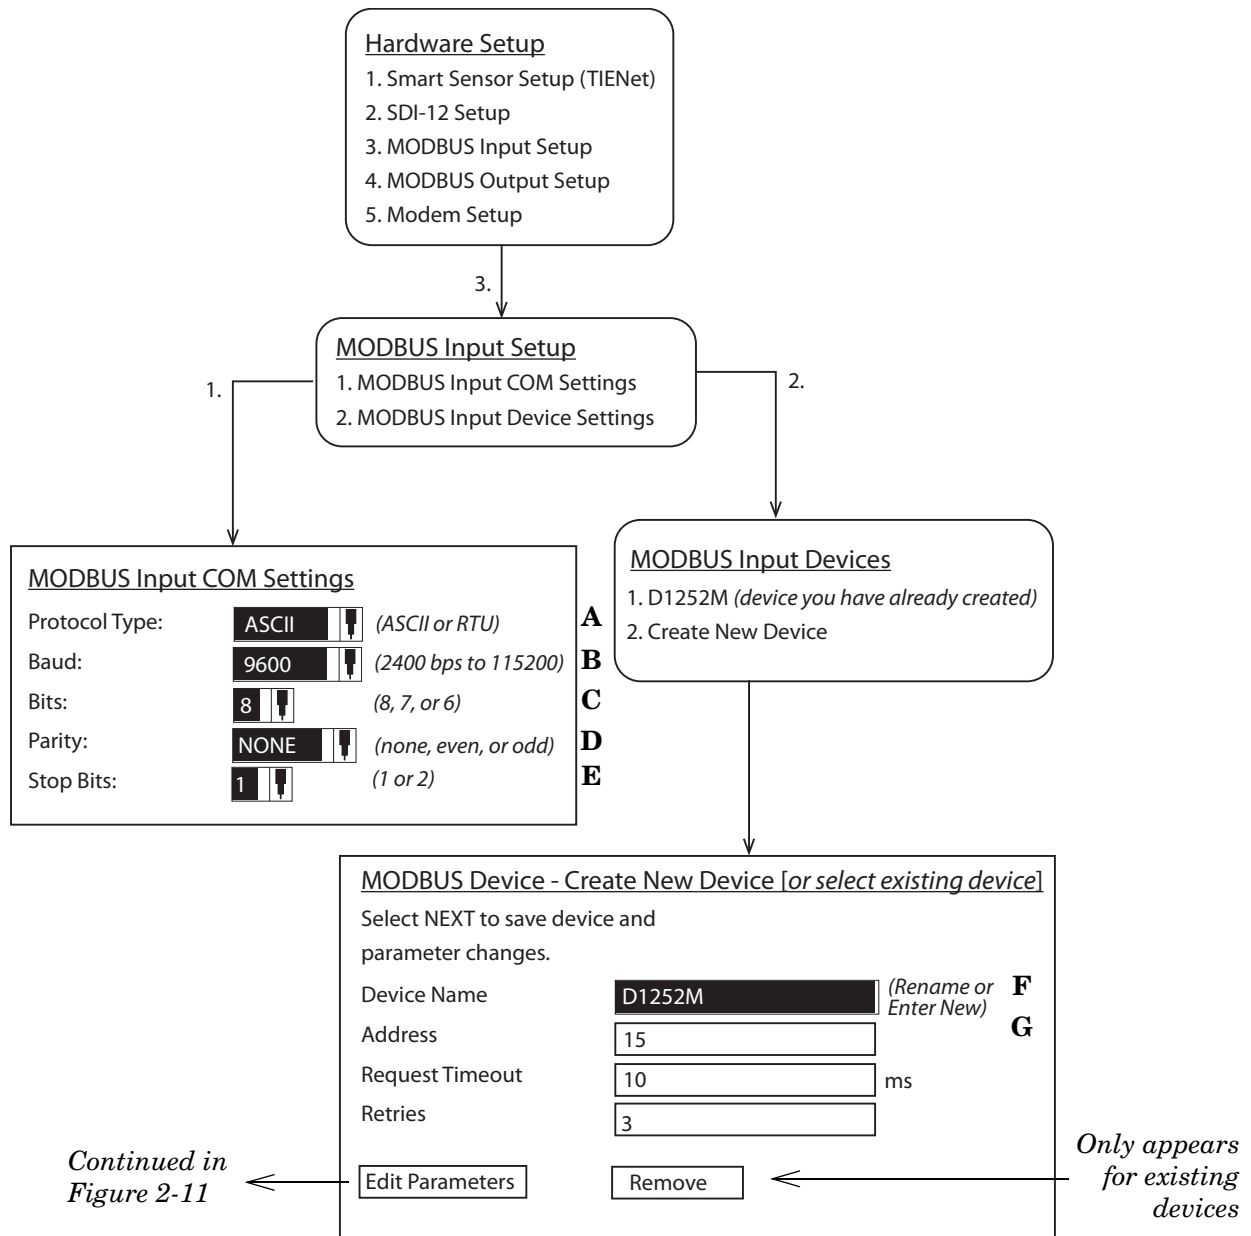 Hardware Setup
1. Smart Sensor Setup (TIENet)
2. SDI-12 Setup
3. MODBUS Input Setup
4. MODBUS Output Setup
5. Modem Setup
3.
MODBUS Input Setup
1. MODBUS Input COM Settings
2. MODBUS Input Device Settings
1.
2.
MODBUS Input COM Settings
Protocol Type: ASCII (ASCII or RTU) A
Baud: 9600 (2400 bps to 115200) B
Bits: 8 (8, 7, or 6) C
Parity: NONE (none, even, or odd) D
Stop Bits: 1 (1 or 2) E
MODBUS Input Devices
1. D1252M (device you have already created)
2. Create New Device
MODBUS Device - Create New Device [or select existing device]
Select NEXT to save device and
parameter changes.
Device Name D1252M (Rename or Enter New) F
Address 15 G
Request Timeout 10 ms
Retries 3
Edit Parameters Remove
Continued in
Figure 2-11
Only appears
for existing
devices